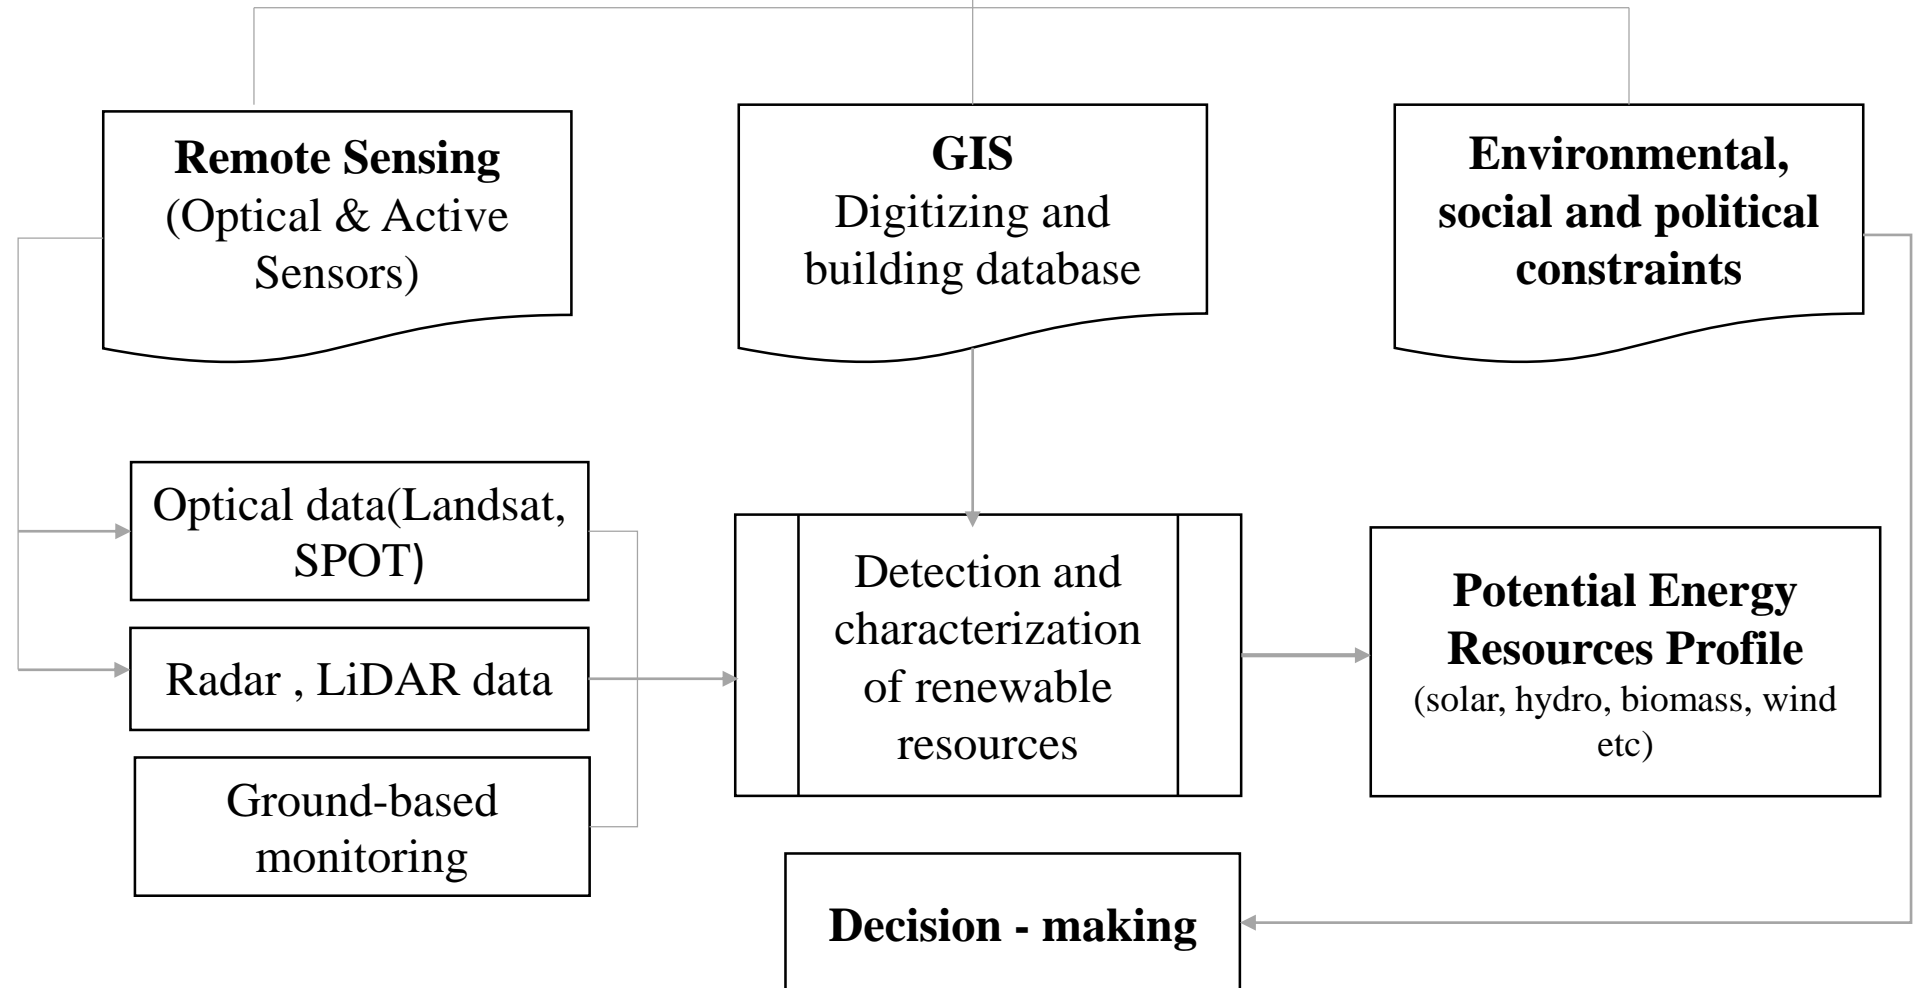 Remote Sensing
(Optical & Active
Sensors)
GIS
Digitizing and
building database
Environmental,
social and political
constraints
Optical data(Landsat,
SPOT)
Radar , LiDAR data
Ground-based
monitoring
Detection and
characterization
of renewable
resources
Potential Energy
Resources Profile
(solar, hydro, biomass, wind
etc)
Decision - making